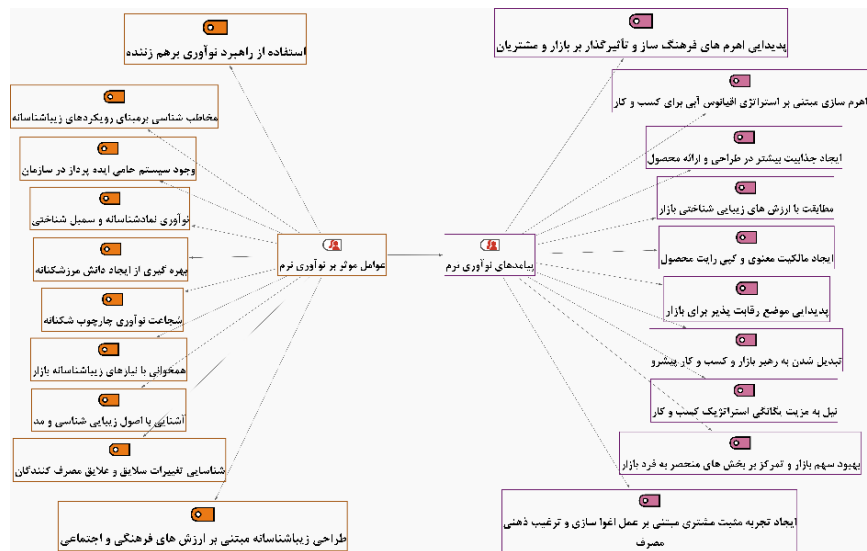 پدیدایی اهرم های فرهنگ ساز و تأثیرگذار بر بازار و مشتریان
اهرم سازی مبتنی بر استراتژی اقیانوس آبی برای کسب و کار
ایجاد جذابیت بیشتر در طراحی و ارائه محصول
مطابقت با ارزش های زیبایی شناختی بازار
ایجاد مالکیت معنوی و کپی رایت محصول
پدیدایی موضع رقابت پذیر برای بازار
تبدیل شدن به رهبر بازار و کسب و کار پیشرو
نیل به مزیت یگانگی استراتژیک کسب و کار
بهبود سهم بازار و تمرکز بر بخش های منحصر به فرد بازار
ایجاد تجربه مثبت مشتری مبتنی بر عمل اغوا سازی و ترغیب ذهنی
مصرف
پیامدهای نوآوری نرم
عوامل موثر بر نوآوری نرم
استفاده از راهبرد نوآوری برهم زننده
مخاطب شناسی برمبنای رویکردهای زیباشناسانه
وجود سیستم حامی ایده پرداز در سازمان
نوآوری نمادشناسانه و سمبل شناختی
بهره گیری از ایجاد دانش مرزشکنانه
شجاعت نوآوری چارچوب شکنانه
همخوانی با نیازهای زیباشناسانه بازار
آشنایی با اصول زیبایی شناسی و مد
شناسایی تغییرات سلایق و علایق مصرف کنندگان
طراحی زیباشناسانه مبتنی بر ارزش های فرهنگی و اجتماعی